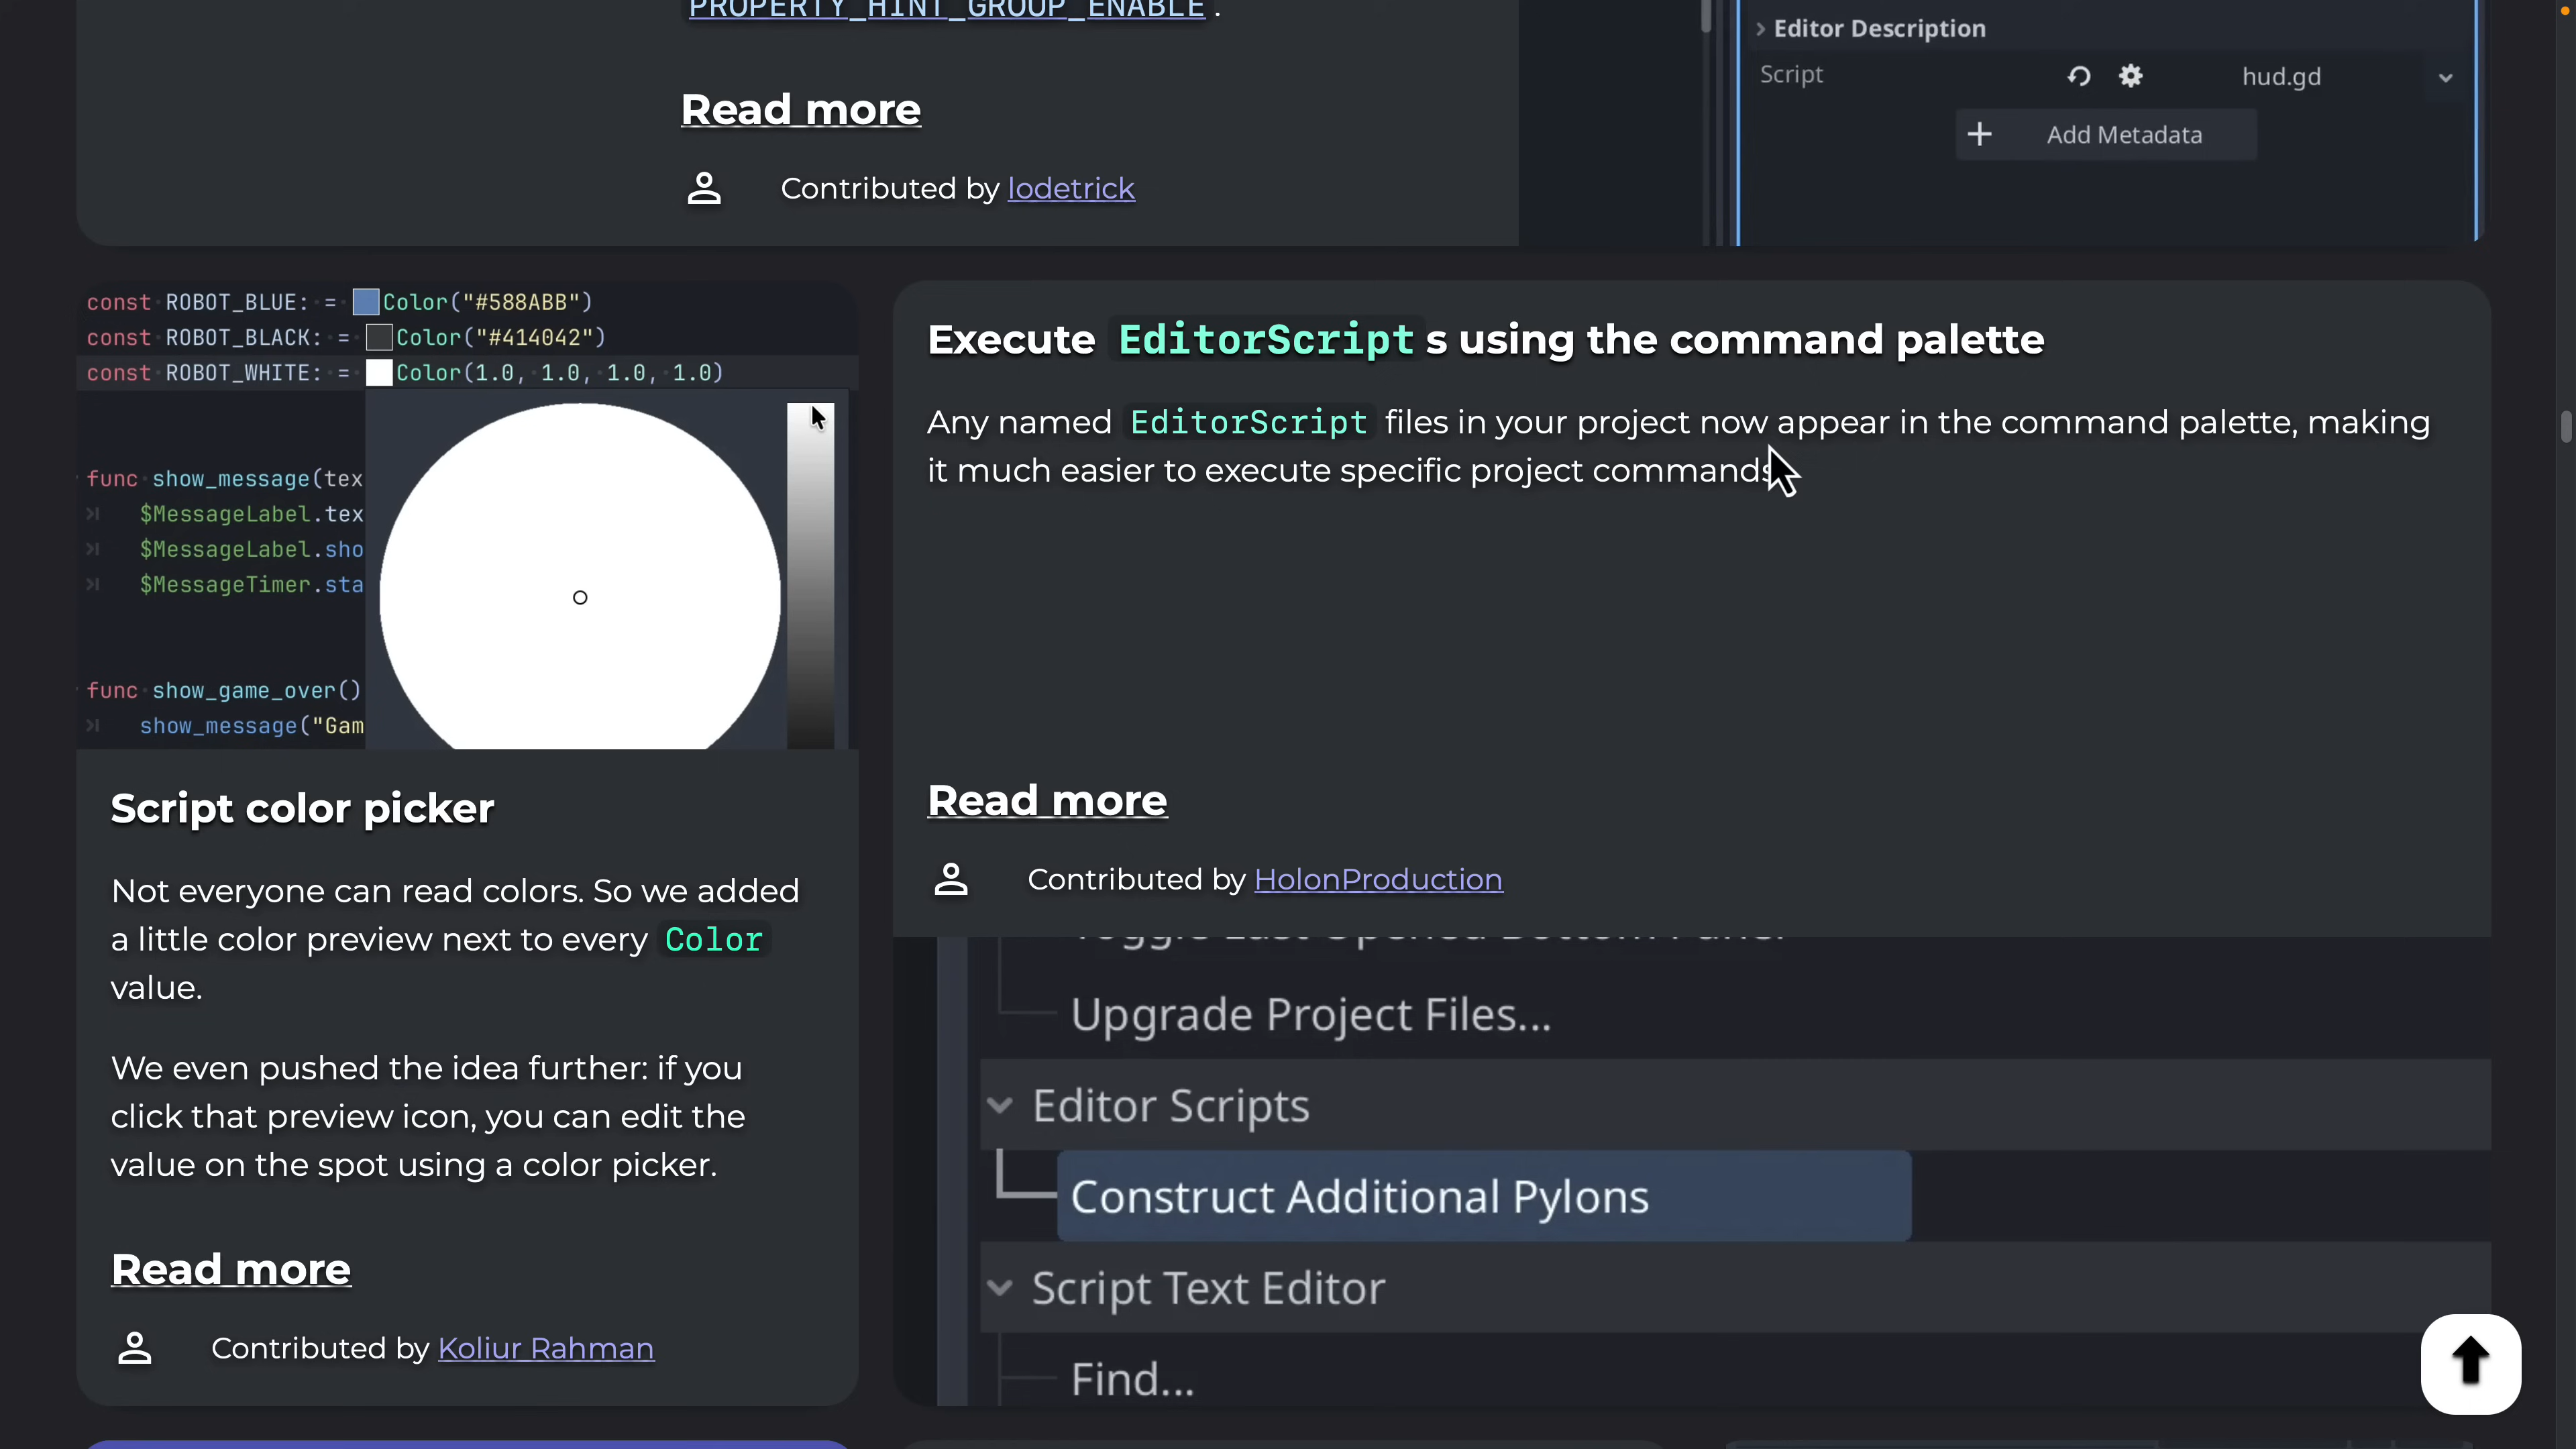 PROPERTY_HINT_GROUP_ENABLE.
Read more
Contributed by lodetrick
Editor Description
Script hud.gd
Add Metadata
const ROBOT_BLUE: = Color("#588ABB")
const ROBOT_BLACK: = Color("#414042")
const ROBOT_WHITE: = Color(1.0, 1.0, 1.0, 1.0)
func show_message(tex
$MessageLabel.tex
$MessageLabel.sho
$MessageTimer.sta
func show_game_over()
show_message("Gam
Script color picker
Not everyone can read colors. So we added
a little color preview next to every Color
value.
We even pushed the idea further: if you
click that preview icon, you can edit the
value on the spot using a color picker.
Read more
Contributed by Koliur Rahman
Execute EditorScripts using the command palette
Any named EditorScript files in your project now appear in the command palette, making
it much easier to execute specific project commands
Read more
Contributed by HolonProduction
Toggle Last Opened Bottom Panel
Upgrade Project Files...
Editor Scripts
Construct Additional Pylons
Script Text Editor
Find...